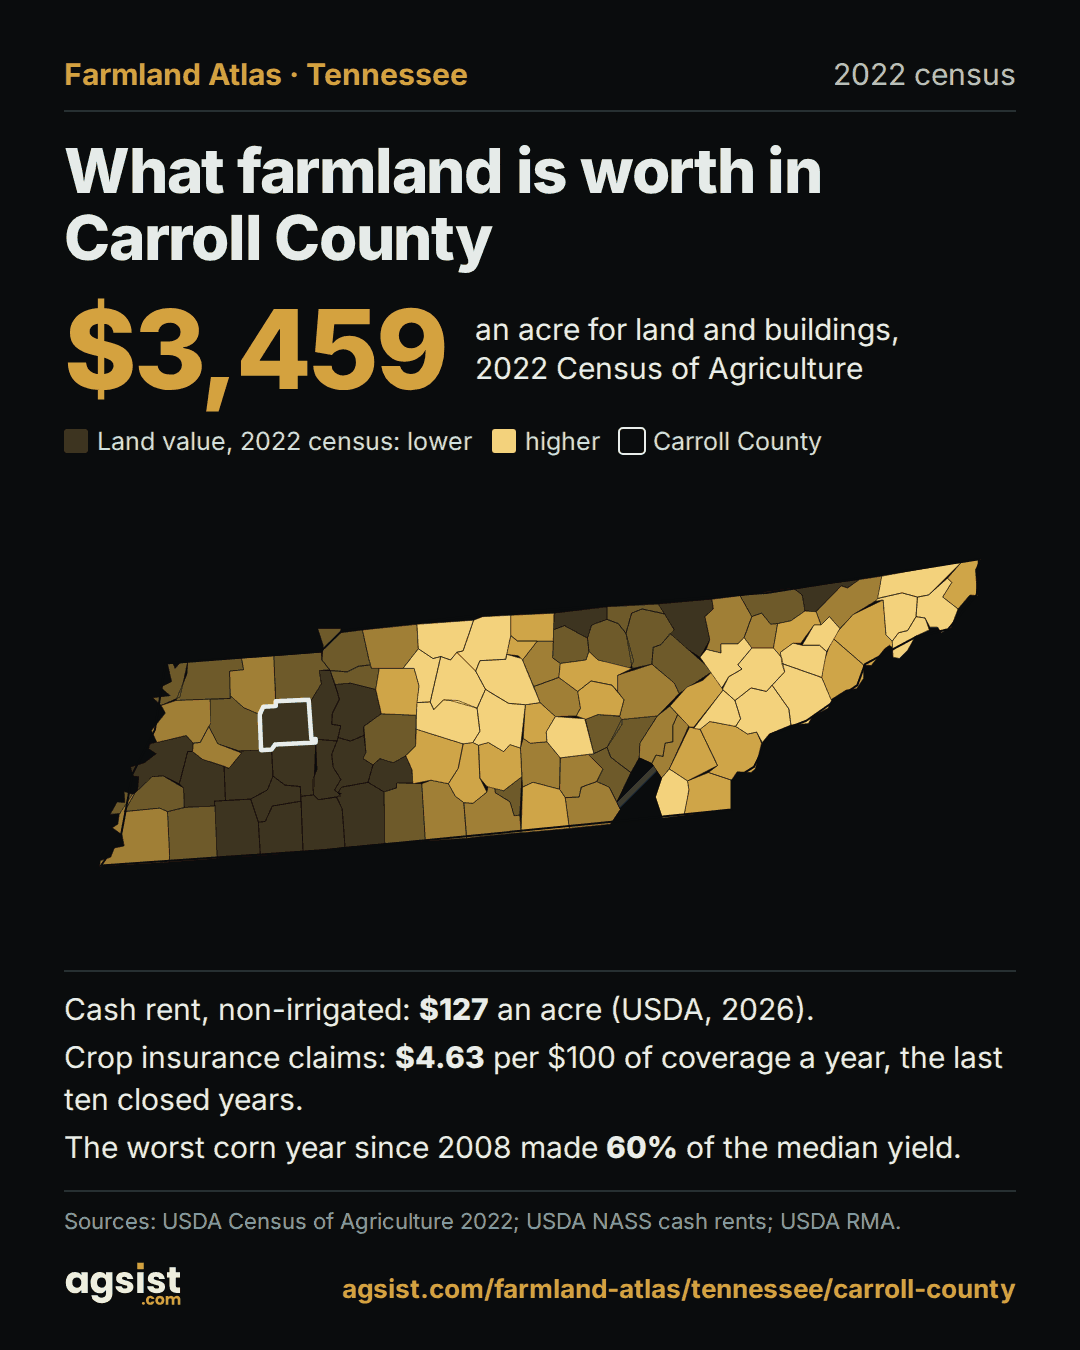 Farmland Atlas · Tennessee
2022 census
What farmland is worth in
Carroll County
$3,459
an acre for land and buildings,
2022 Census of Agriculture
Land value, 2022 census: lower
higher
Carroll County
Cash rent, non-irrigated: $127 an acre (USDA, 2026).
Crop insurance claims: $4.63 per $100 of coverage a year, the last
ten closed years.
The worst corn year since 2008 made 60% of the median yield.
Sources: USDA Census of Agriculture 2022; USDA NASS cash rents; USDA RMA.
agsist
.com
agsist.com/farmland-atlas/tennessee/carroll-county